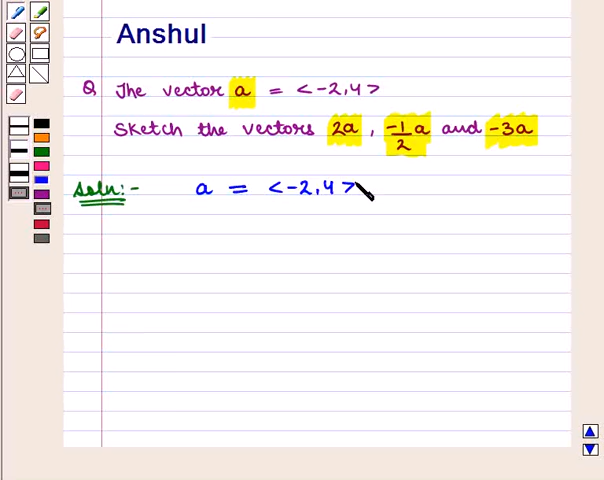 Anshul
Q The vector a = < -2,4 >
Sketch the vectors 2a , -1/2 a and -3a
Soln:- a = < -2,4 >